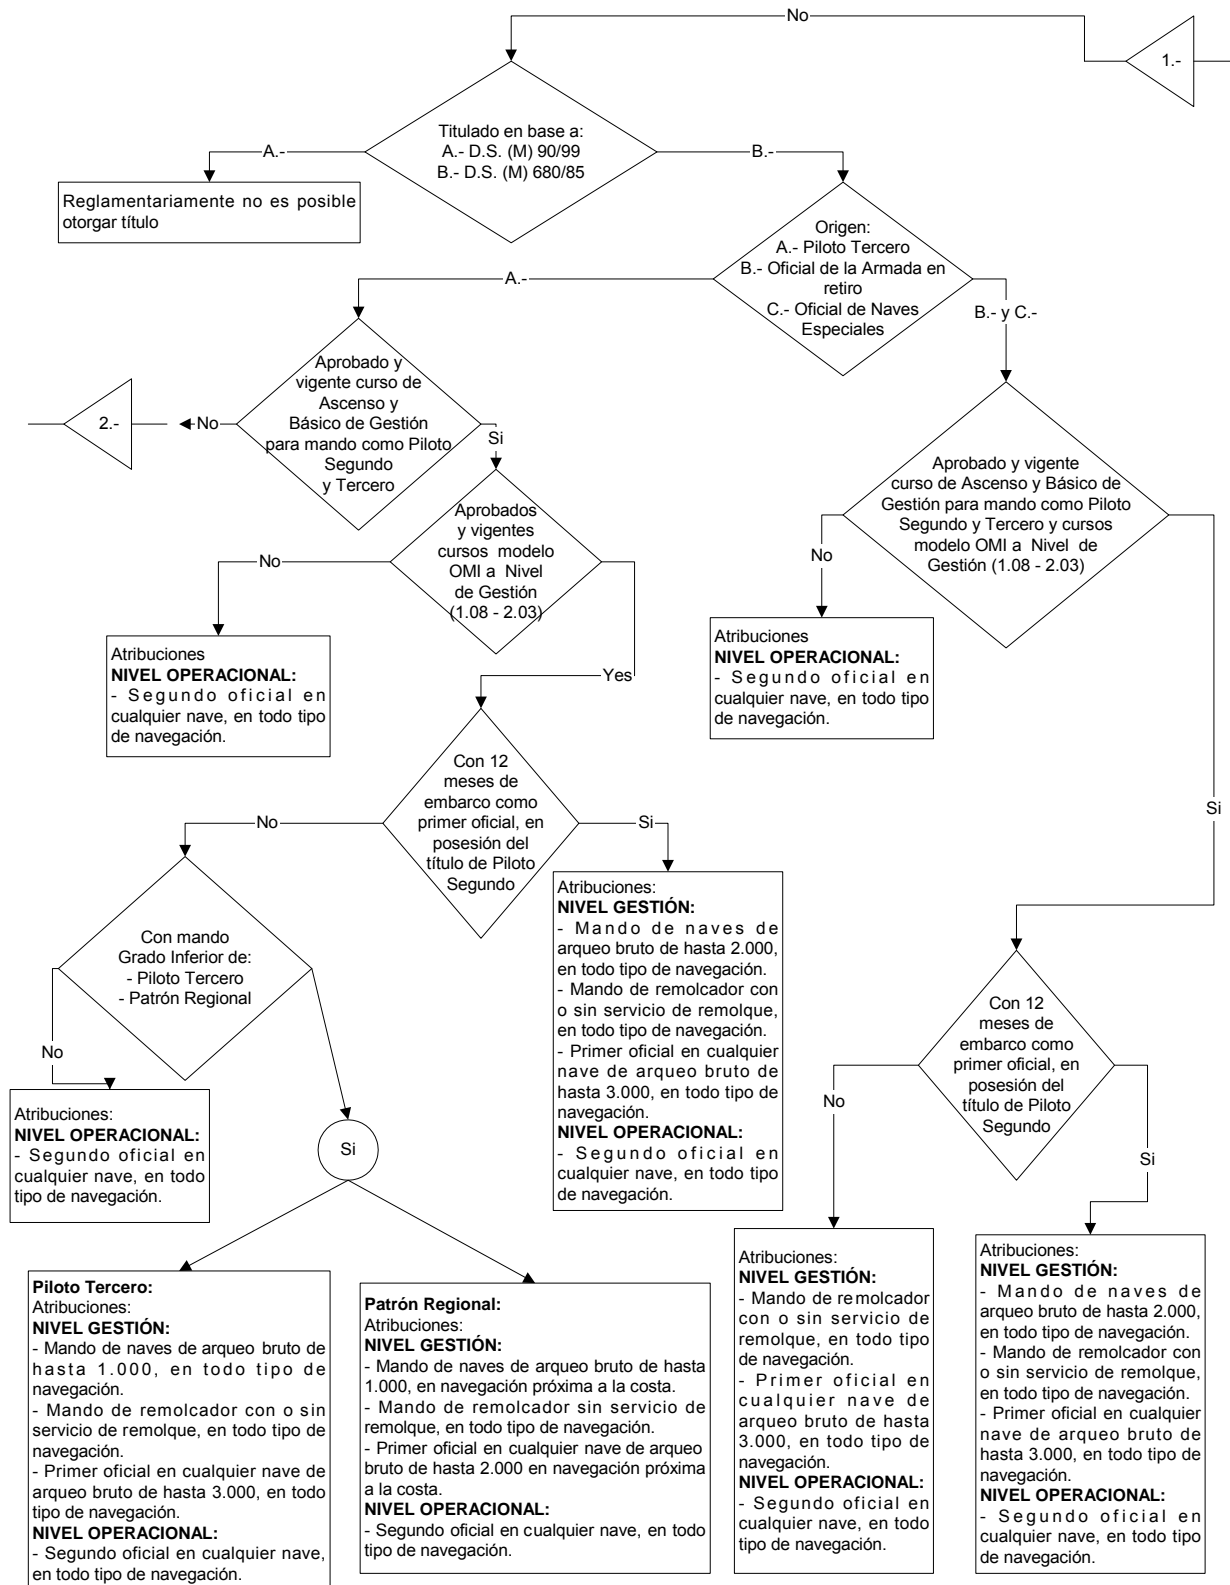 No
1.-
Titulado en base a:
A.- D.S. (M) 90/99
B.- D.S. (M) 680/85
A.-
B.-
Reglamentariamente no es posible
otorgar título
Origen:
A.- Piloto Tercero
B.- Oficial de la Armada en
retiro
C.- Oficial de Naves
Especiales
A.-
B.- y C.-
Aprobado y
vigente curso de
Ascenso y
Básico de Gestión
para mando como Piloto
Segundo
y Tercero
2.-
No
Si
Aprobados
y vigentes
cursos modelo
OMI a Nivel
de Gestión
(1.08 - 2.03)
Aprobado y vigente
curso de Ascenso y Básico de
Gestión para mando como Piloto
Segundo y Tercero y cursos
modelo OMI a Nivel de
Gestión (1.08 - 2.03)
No
No
Atribuciones
NIVEL OPERACIONAL:
- Segundo oficial en
cualquier nave, en todo tipo
de navegación.
Atribuciones
NIVEL OPERACIONAL:
- Segundo oficial en
cualquier nave, en todo tipo
de navegación.
Yes
Si
Con 12
meses de
embarco como
primer oficial, en
posesión del
título de Piloto
Segundo
No
Si
Con mando
Grado Inferior de:
- Piloto Tercero
- Patrón Regional
Atribuciones:
NIVEL GESTIÓN:
- Mando de naves de
arqueo bruto de hasta 2.000,
en todo tipo de navegación.
- Mando de remolcador con
o sin servicio de remolque,
en todo tipo de navegación.
- Primer oficial en cualquier
nave de arqueo bruto de
hasta 3.000, en todo tipo de
navegación.
NIVEL OPERACIONAL:
- Segundo oficial en
cualquier nave, en todo tipo
de navegación.
Con 12
meses de
embarco como
primer oficial, en
posesión del
título de Piloto
Segundo
No
No
Si
Atribuciones:
NIVEL OPERACIONAL:
- Segundo oficial en
cualquier nave, en todo
tipo de navegación.
Si
Piloto Tercero:
Atribuciones:
NIVEL GESTIÓN:
- Mando de naves de arqueo bruto de
hasta 1.000, en todo tipo de
navegación.
- Mando de remolcador con o sin
servicio de remolque, en todo tipo de
navegación.
- Primer oficial en cualquier nave de
arqueo bruto de hasta 3.000, en todo
tipo de navegación.
NIVEL OPERACIONAL:
- Segundo oficial en cualquier nave,
en todo tipo de navegación.
Patrón Regional:
Atribuciones:
NIVEL GESTIÓN:
- Mando de naves de arqueo bruto de hasta
1.000, en navegación próxima a la costa.
- Mando de remolcador sin servicio de
remolque, en todo tipo de navegación.
- Primer oficial en cualquier nave de arqueo
bruto de hasta 2.000 en navegación próxima
a la costa.
NIVEL OPERACIONAL:
- Segundo oficial en cualquier nave, en todo
tipo de navegación.
Atribuciones:
NIVEL GESTIÓN:
- Mando de remolcador
con o sin servicio de
remolque, en todo tipo
de navegación.
- Primer oficial en
cualquier nave de
arqueo bruto de hasta
3.000, en todo tipo de
navegación.
NIVEL OPERACIONAL:
- Segundo oficial en
cualquier nave, en todo
tipo de navegación.
Atribuciones:
NIVEL GESTIÓN:
- Mando de naves de
arqueo bruto de hasta 2.000,
en todo tipo de navegación.
- Mando de remolcador con
o sin servicio de remolque,
en todo tipo de navegación.
- Primer oficial en cualquier
nave de arqueo bruto de
hasta 3.000, en todo tipo de
navegación.
NIVEL OPERACIONAL:
- Segundo oficial en
cualquier nave, en todo tipo
de navegación.